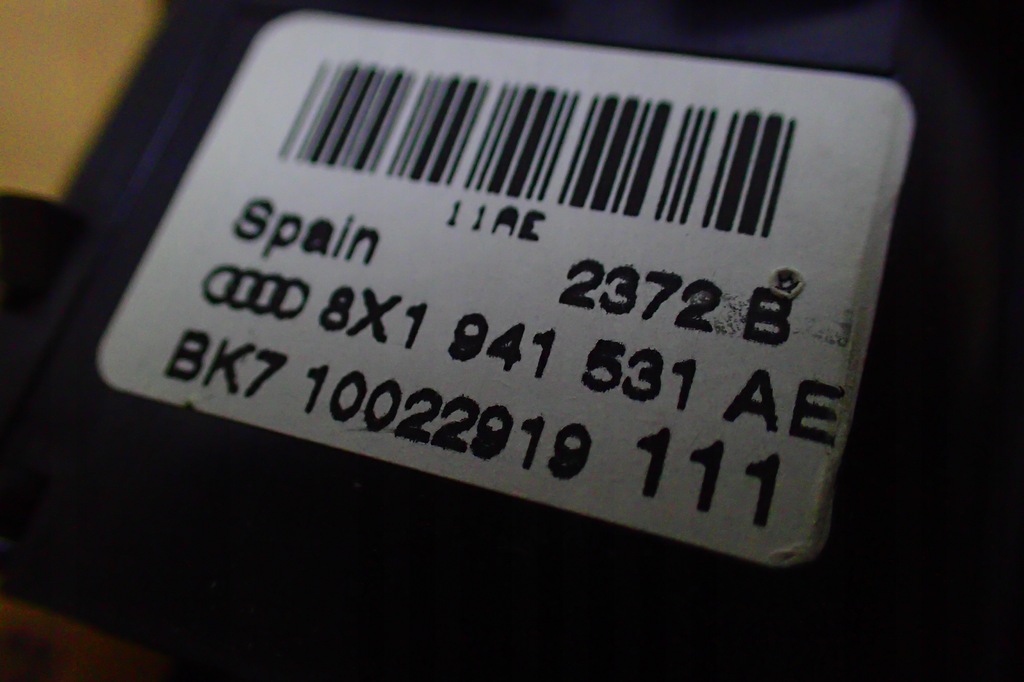 11AE
Spain 2372 B
8X1 941 531 AE
BK7 10022919 111